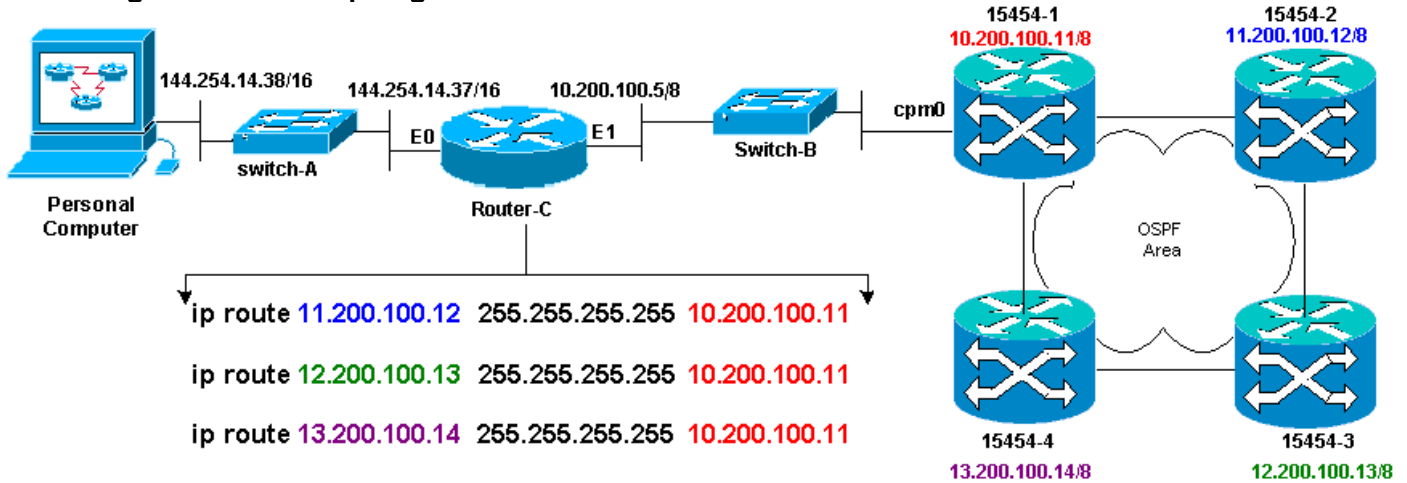 15454-1
10.200.100.11/8
15454-2
11.200.100.12/8
144.254.14.38/16
144.254.14.37/16
10.200.100.5/8
cpm0
E0
E1
switch-A
Switch-B
Personal
Computer
Router-C
OSPF
Area
ip route 11.200.100.12 255.255.255.255 10.200.100.11
ip route 12.200.100.13 255.255.255.255 10.200.100.11
ip route 13.200.100.14 255.255.255.255 10.200.100.11
15454-4
13.200.100.14/8
15454-3
12.200.100.13/8